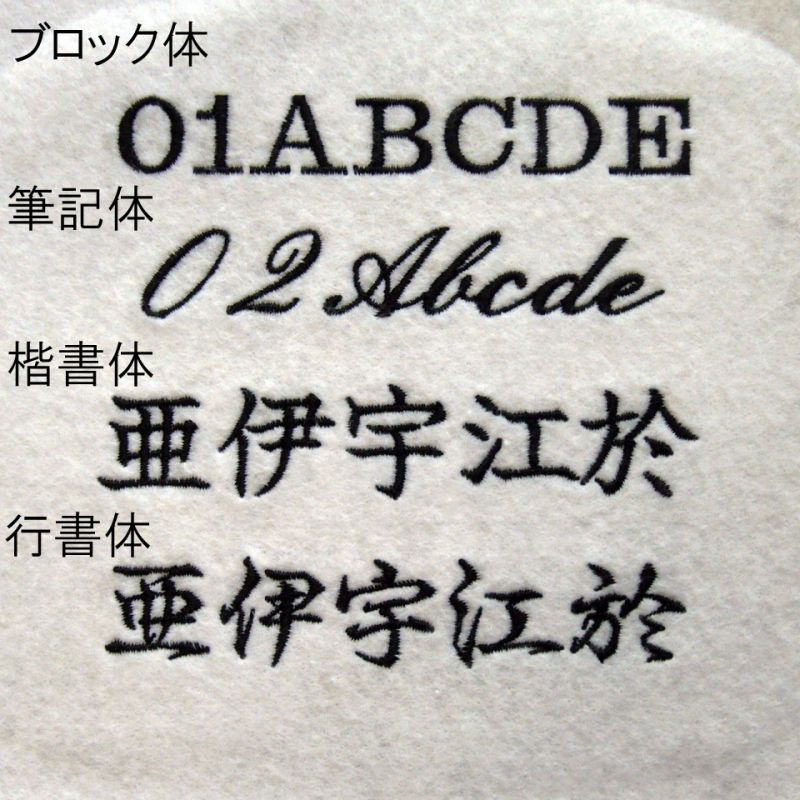 ブロック体
01ABCDE
筆記体
02Abcde
楷書体
亜伊宇江於
行書体
亜伊宇江於